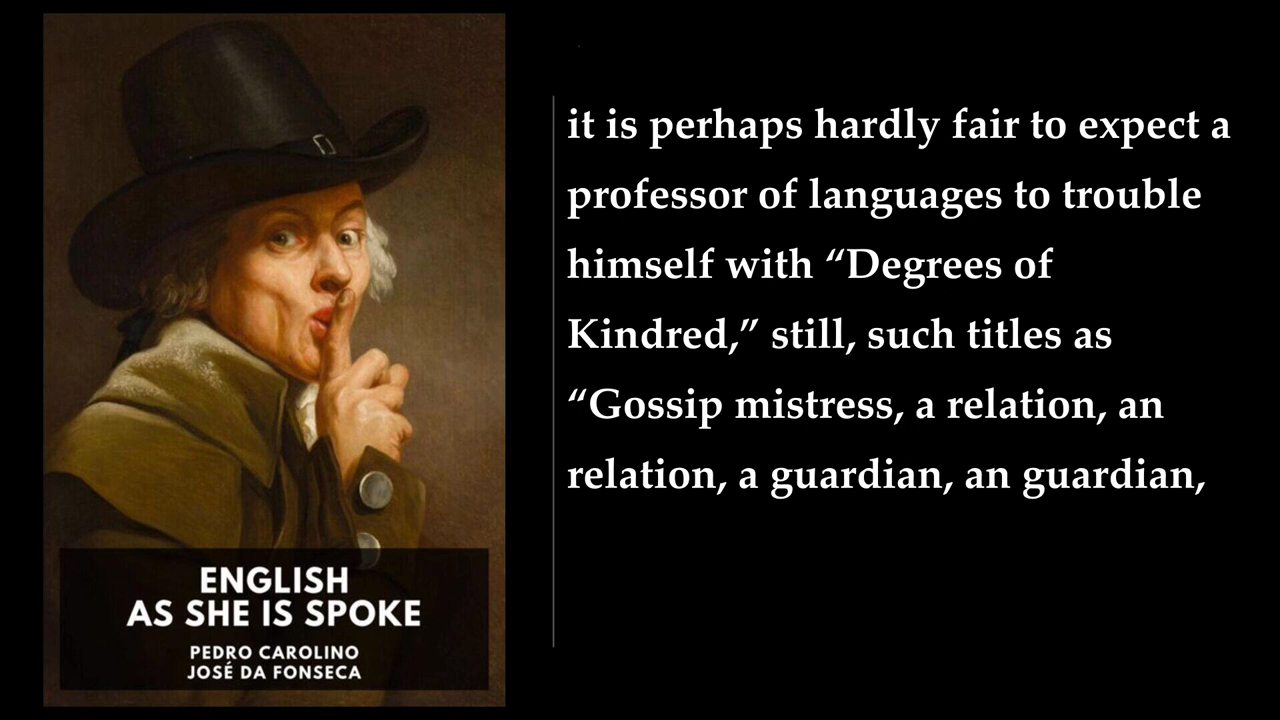 it is perhaps hardly fair to expect a
professor of languages to trouble
himself with “Degrees of
Kindred,” still, such titles as
“Gossip mistress, a relation, an
relation, a guardian, an guardian,
ENGLISH
AS SHE IS SPOKE
PEDRO CAROLINO
JOSÉ DA FONSECA